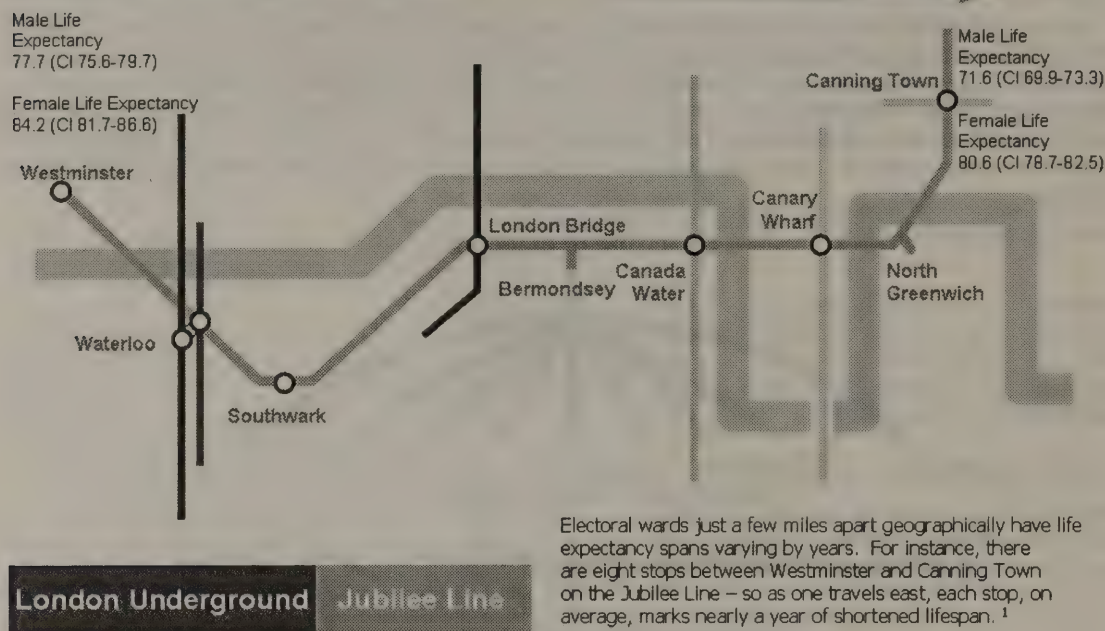 Male Life
Expectancy
77.7 (CI 75.6-79.7)
Female Life Expectancy
84.2 (CI 81.7-86.6)
Westminster
Waterloo
Southwark
London Bridge
Bermondsey
Canada
Water
Canary
Wharf
North
Greenwich
Canning Town
Male Life
Expectancy
71.6 (CI 69.9-73.3)
Female Life
Expectancy
80.6 (CI 78.7-82.5)
London Underground
Jubilee Line
Electoral wards just a few miles apart geographically have life
expectancy spans varying by years. For instance, there
are eight stops between Westminster and Canning Town
on the Jubilee Line – so as one travels east, each stop, on
average, marks nearly a year of shortened lifespan. 1